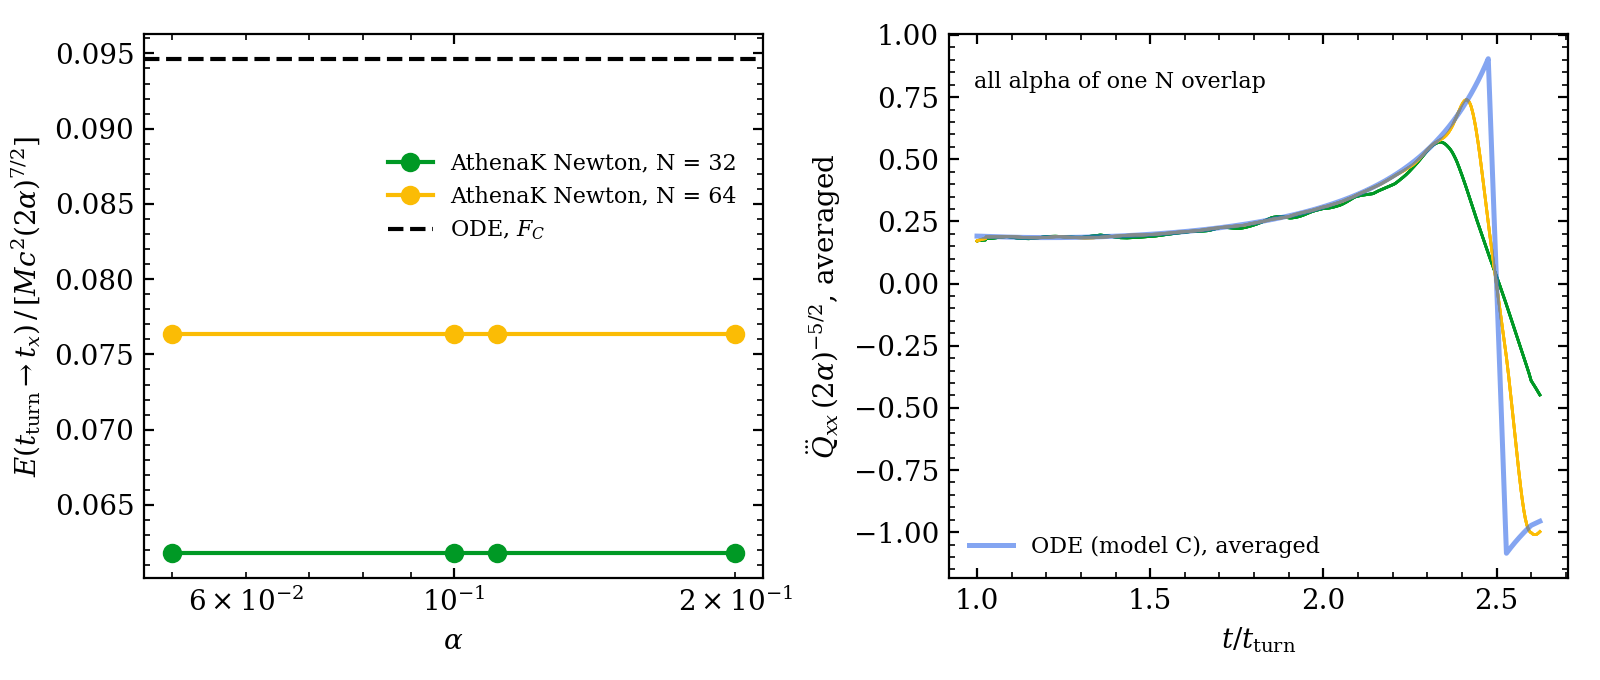 0.095
0.090
0.085
0.080
0.075
0.070
0.065
E(t_turn → t_x) / [Mc²(2α)^{7/2}]
AthenaK Newton, N = 32
AthenaK Newton, N = 64
ODE, F_C
6 × 10⁻²
10⁻¹
2 × 10⁻¹
α
1.00
0.75
0.50
0.25
0.00
−0.25
−0.50
−0.75
−1.00
Q⃛_xx (2α)^{−5/2}, averaged
all alpha of one N overlap
ODE (model C), averaged
1.0
1.5
2.0
2.5
t/t_turn